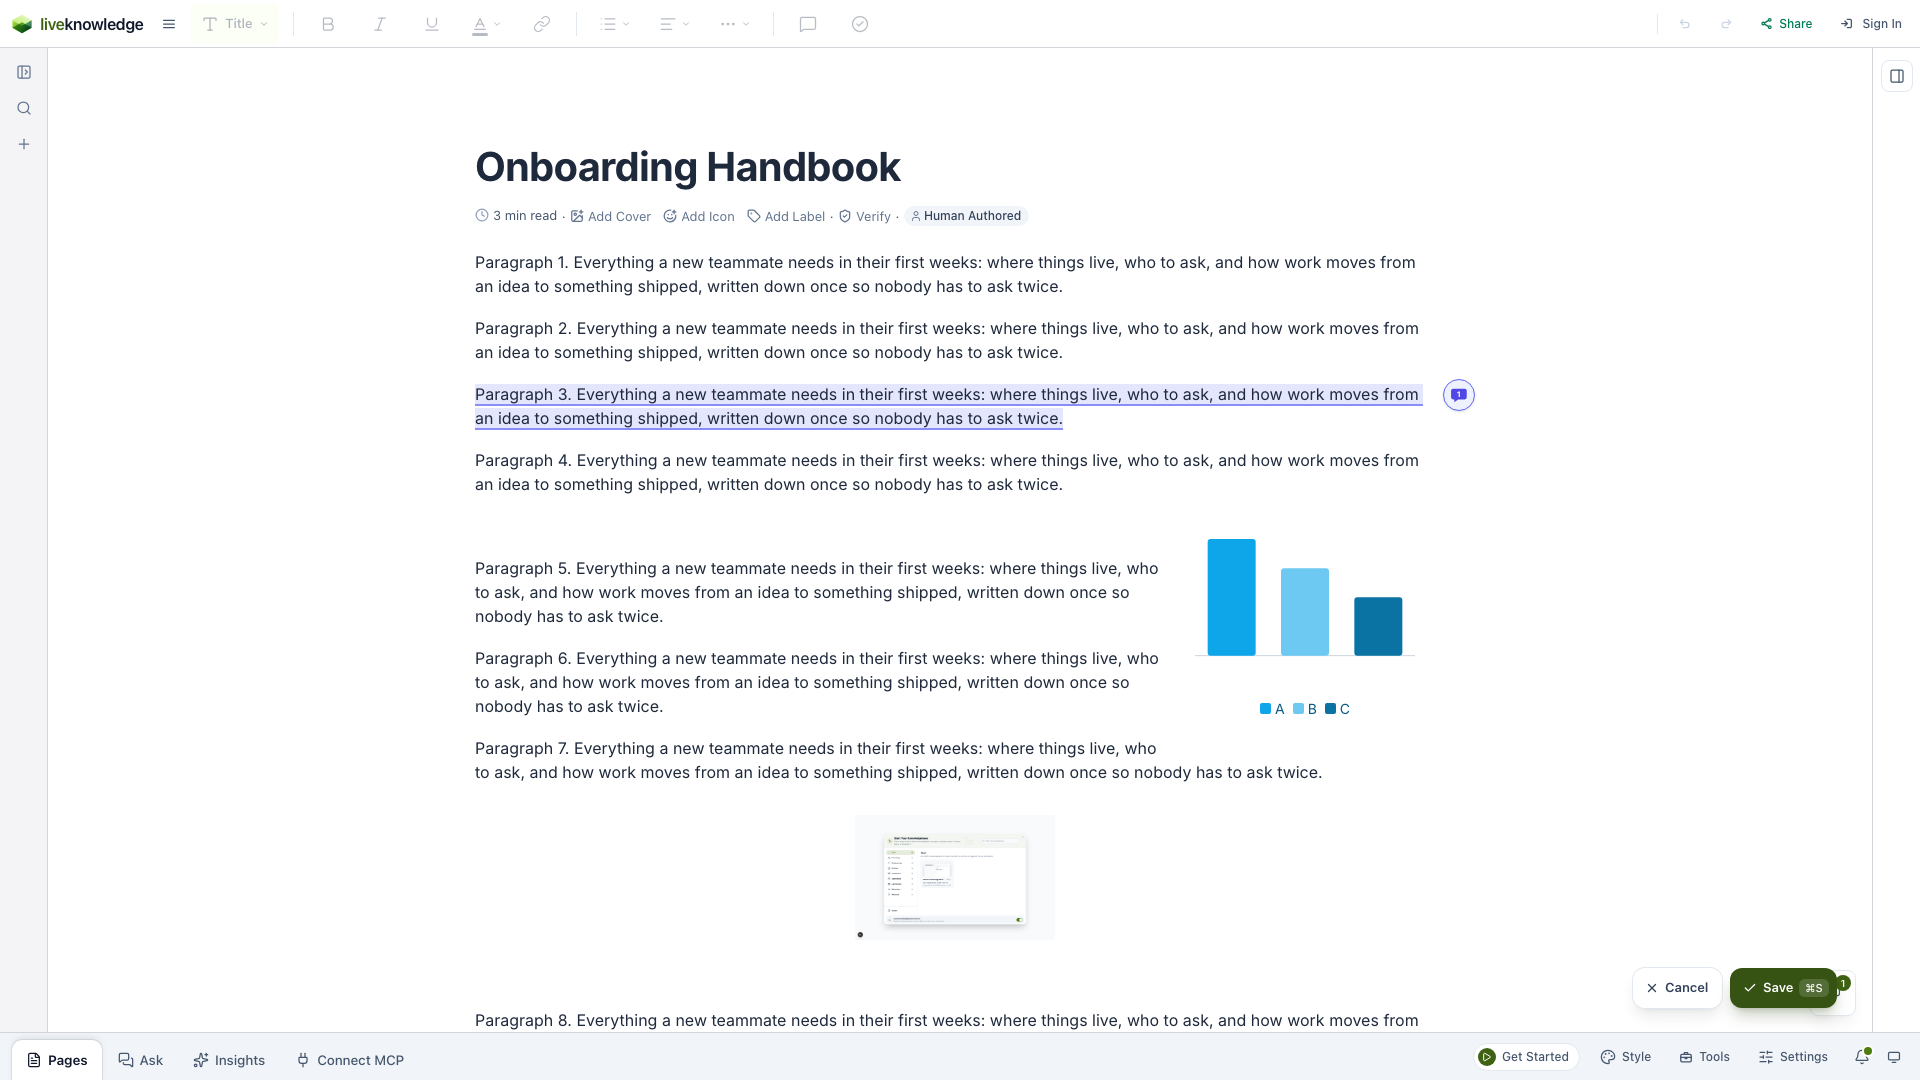 liveknowledge
Title
Share
Sign In
Onboarding Handbook
3 min read · Add Cover Add Icon Add Label · Verify · Human Authored
Paragraph 1. Everything a new teammate needs in their first weeks: where things live, who to ask, and how work moves from
an idea to something shipped, written down once so nobody has to ask twice.
Paragraph 2. Everything a new teammate needs in their first weeks: where things live, who to ask, and how work moves from
an idea to something shipped, written down once so nobody has to ask twice.
Paragraph 3. Everything a new teammate needs in their first weeks: where things live, who to ask, and how work moves from
an idea to something shipped, written down once so nobody has to ask twice.
1
Paragraph 4. Everything a new teammate needs in their first weeks: where things live, who to ask, and how work moves from
an idea to something shipped, written down once so nobody has to ask twice.
Paragraph 5. Everything a new teammate needs in their first weeks: where things live, who
to ask, and how work moves from an idea to something shipped, written down once so
nobody has to ask twice.
Paragraph 6. Everything a new teammate needs in their first weeks: where things live, who
to ask, and how work moves from an idea to something shipped, written down once so
nobody has to ask twice.
A B C
Paragraph 7. Everything a new teammate needs in their first weeks: where things live, who
to ask, and how work moves from an idea to something shipped, written down once so nobody has to ask twice.
Cancel
Save ⌘S
1
Paragraph 8. Everything a new teammate needs in their first weeks: where things live, who to ask, and how work moves from
Pages
Ask
Insights
Connect MCP
Get Started
Style
Tools
Settings